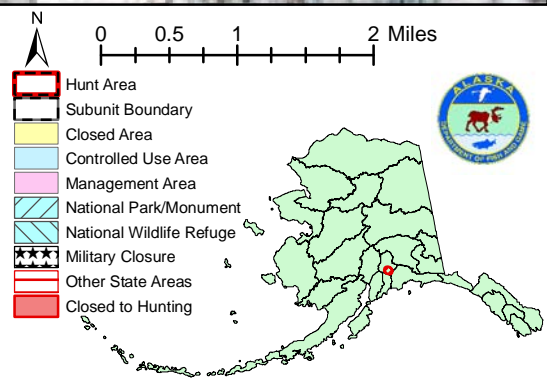 N
0 0.5 1 2 Miles
Hunt Area
Subunit Boundary
Closed Area
Controlled Use Area
Management Area
National Park/Monument
National Wildlife Refuge
Military Closure
Other State Areas
Closed to Hunting
ALASKA
DEPARTMENT OF FISH AND GAME